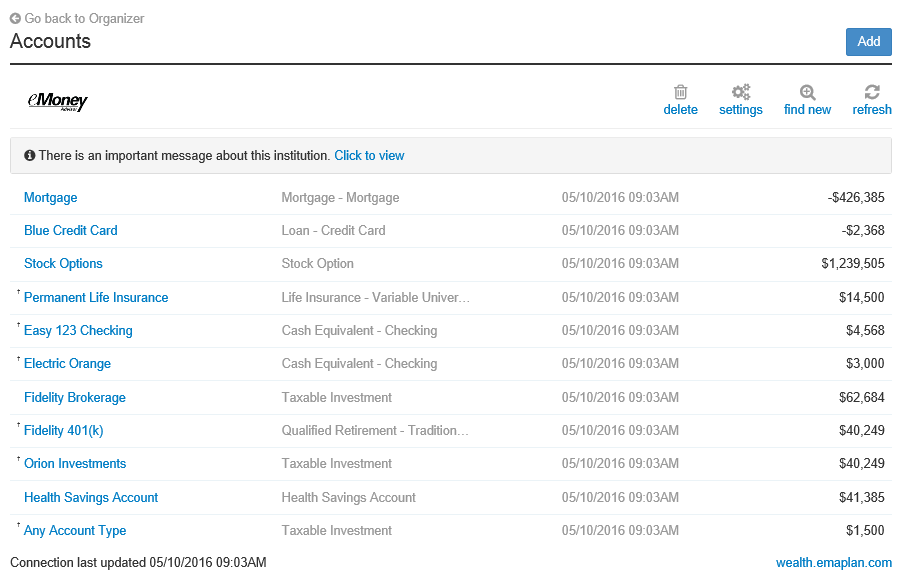 Go back to Organizer
Accounts
Add
eMoney
ADVISOR
delete settings find new refresh
There is an important message about this institution. Click to view
Mortgage Mortgage - Mortgage 05/10/2016 09:03AM -$426,385
Blue Credit Card Loan - Credit Card 05/10/2016 09:03AM -$2,368
Stock Options Stock Option 05/10/2016 09:03AM $1,239,505
† Permanent Life Insurance Life Insurance - Variable Univer... 05/10/2016 09:03AM $14,500
† Easy 123 Checking Cash Equivalent - Checking 05/10/2016 09:03AM $4,568
† Electric Orange Cash Equivalent - Checking 05/10/2016 09:03AM $3,000
Fidelity Brokerage Taxable Investment 05/10/2016 09:03AM $62,684
† Fidelity 401(k) Qualified Retirement - Tradition... 05/10/2016 09:03AM $40,249
† Orion Investments Taxable Investment 05/10/2016 09:03AM $40,249
Health Savings Account Health Savings Account 05/10/2016 09:03AM $41,385
† Any Account Type Taxable Investment 05/10/2016 09:03AM $1,500
Connection last updated 05/10/2016 09:03AM wealth.emaplan.com